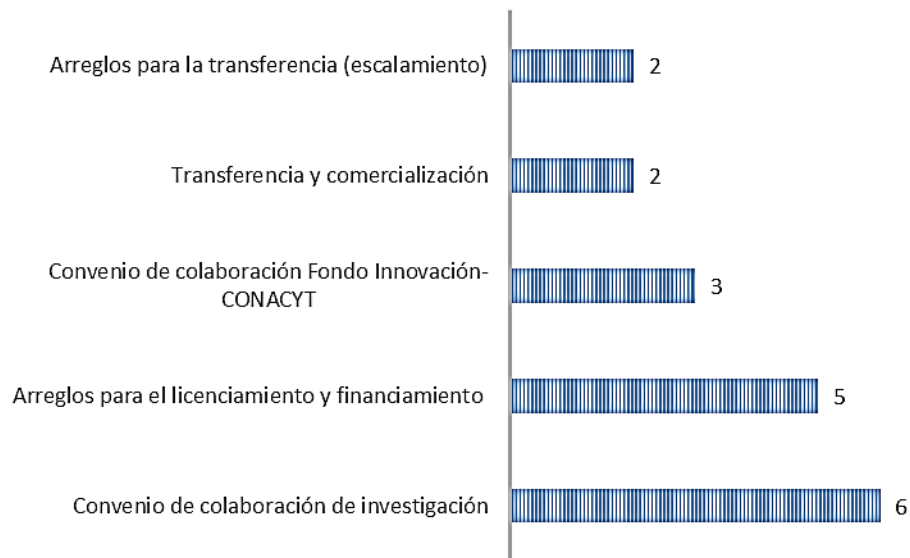 Arreglos para la transferencia (escalamiento) 2
Transferencia y comercialización 2
Convenio de colaboración Fondo Innovación-
CONACYT 3
Arreglos para el licenciamiento y financiamiento 5
Convenio de colaboración de investigación 6